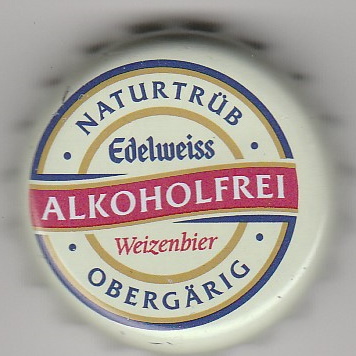 NATURTRÜB
Edelweiss
ALKOHOLFREI
Weizenbier
OBERGÄRIG